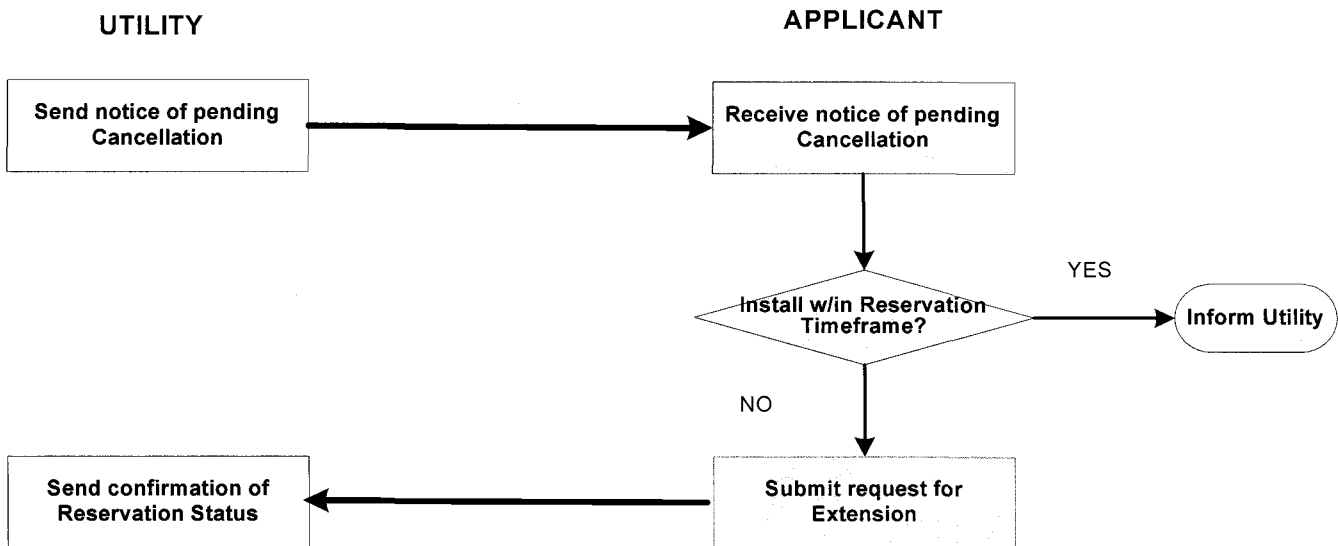 UTILITY
APPLICANT
Send notice of pending
Cancellation
Receive notice of pending
Cancellation
Install w/in Reservation
Timeframe?
YES
Inform Utility
NO
Submit request for
Extension
Send confirmation of
Reservation Status